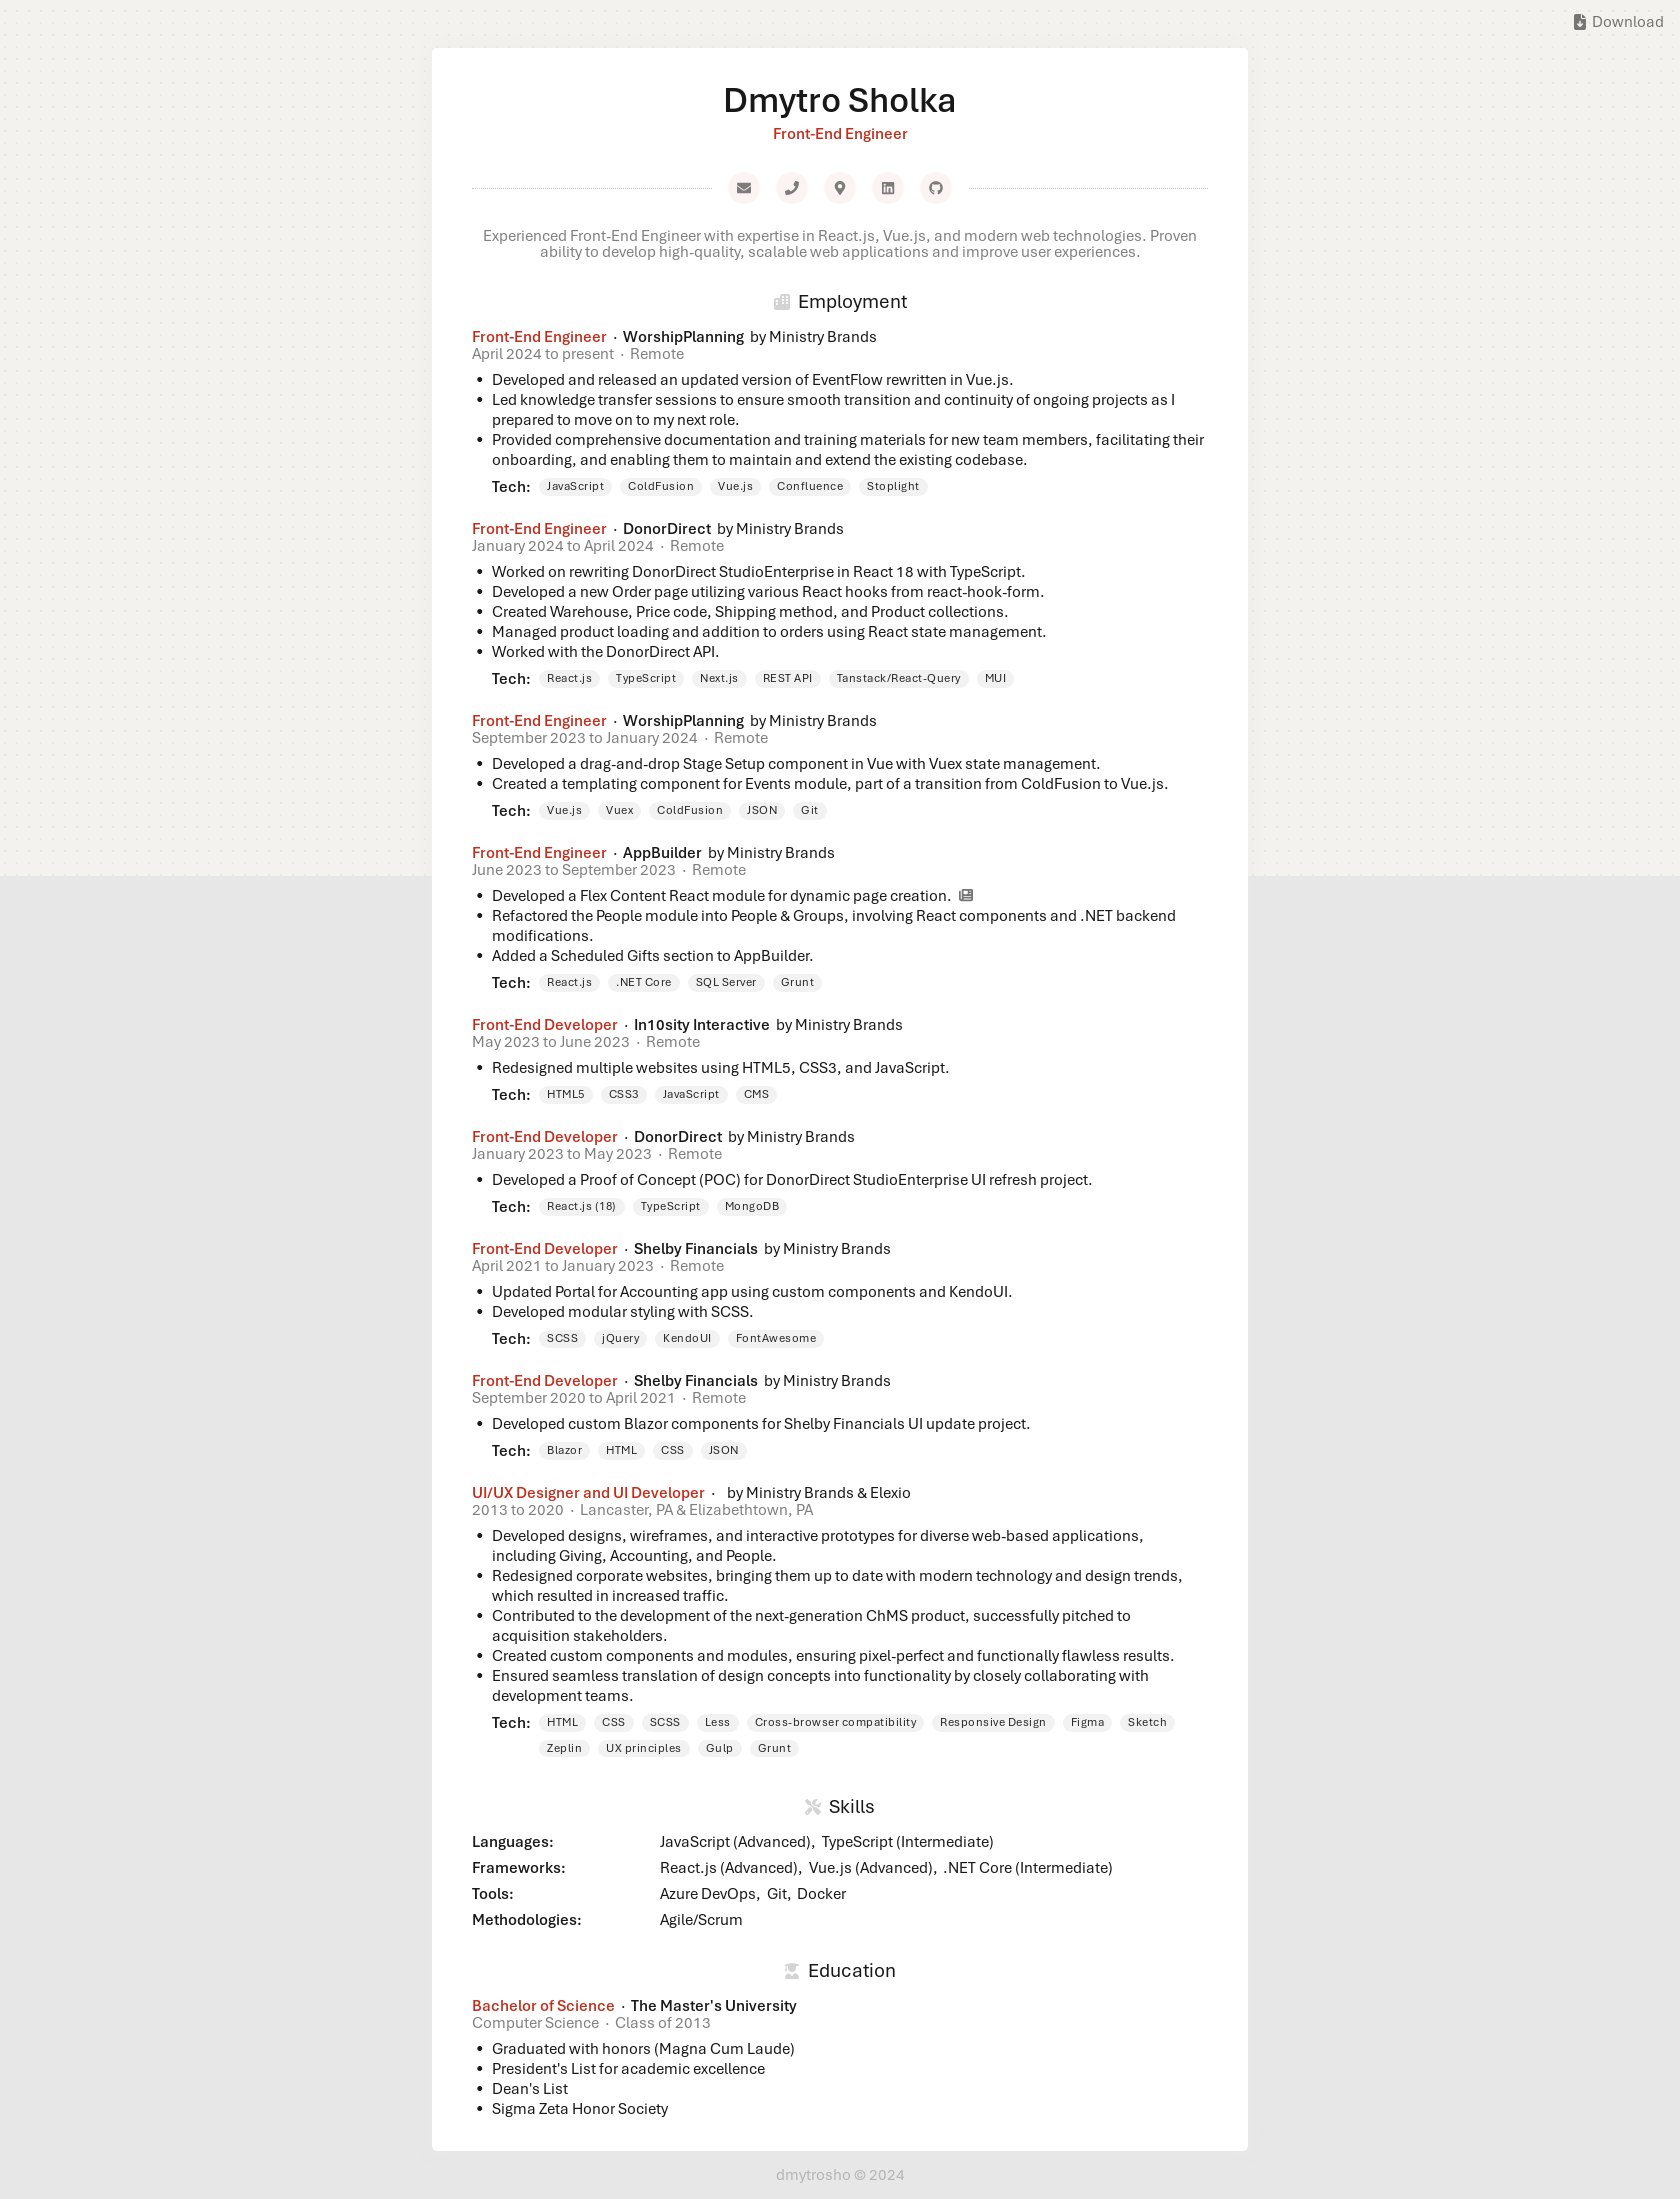 Download
Dmytro Sholka
Front-End Engineer
Experienced Front-End Engineer with expertise in React.js, Vue.js, and modern web technologies. Proven
ability to develop high-quality, scalable web applications and improve user experiences.
Employment
Front-End Engineer · WorshipPlanning by Ministry Brands
April 2024 to present · Remote
• Developed and released an updated version of EventFlow rewritten in Vue.js.
• Led knowledge transfer sessions to ensure smooth transition and continuity of ongoing projects as I
prepared to move on to my next role.
• Provided comprehensive documentation and training materials for new team members, facilitating their
onboarding, and enabling them to maintain and extend the existing codebase.
Tech: JavaScript ColdFusion Vue.js Confluence Stoplight
Front-End Engineer · DonorDirect by Ministry Brands
January 2024 to April 2024 · Remote
• Worked on rewriting DonorDirect StudioEnterprise in React 18 with TypeScript.
• Developed a new Order page utilizing various React hooks from react-hook-form.
• Created Warehouse, Price code, Shipping method, and Product collections.
• Managed product loading and addition to orders using React state management.
• Worked with the DonorDirect API.
Tech: React.js TypeScript Next.js REST API Tanstack/React-Query MUI
Front-End Engineer · WorshipPlanning by Ministry Brands
September 2023 to January 2024 · Remote
• Developed a drag-and-drop Stage Setup component in Vue with Vuex state management.
• Created a templating component for Events module, part of a transition from ColdFusion to Vue.js.
Tech: Vue.js Vuex ColdFusion JSON Git
Front-End Engineer · AppBuilder by Ministry Brands
June 2023 to September 2023 · Remote
• Developed a Flex Content React module for dynamic page creation.
• Refactored the People module into People & Groups, involving React components and .NET backend
modifications.
• Added a Scheduled Gifts section to AppBuilder.
Tech: React.js .NET Core SQL Server Grunt
Front-End Developer · In10sity Interactive by Ministry Brands
May 2023 to June 2023 · Remote
• Redesigned multiple websites using HTML5, CSS3, and JavaScript.
Tech: HTML5 CSS3 JavaScript CMS
Front-End Developer · DonorDirect by Ministry Brands
January 2023 to May 2023 · Remote
• Developed a Proof of Concept (POC) for DonorDirect StudioEnterprise UI refresh project.
Tech: React.js (18) TypeScript MongoDB
Front-End Developer · Shelby Financials by Ministry Brands
April 2021 to January 2023 · Remote
• Updated Portal for Accounting app using custom components and KendoUI.
• Developed modular styling with SCSS.
Tech: SCSS jQuery KendoUI FontAwesome
Front-End Developer · Shelby Financials by Ministry Brands
September 2020 to April 2021 · Remote
• Developed custom Blazor components for Shelby Financials UI update project.
Tech: Blazor HTML CSS JSON
UI/UX Designer and UI Developer · by Ministry Brands & Elexio
2013 to 2020 · Lancaster, PA & Elizabethtown, PA
• Developed designs, wireframes, and interactive prototypes for diverse web-based applications,
including Giving, Accounting, and People.
• Redesigned corporate websites, bringing them up to date with modern technology and design trends,
which resulted in increased traffic.
• Contributed to the development of the next-generation ChMS product, successfully pitched to
acquisition stakeholders.
• Created custom components and modules, ensuring pixel-perfect and functionally flawless results.
• Ensured seamless translation of design concepts into functionality by closely collaborating with
development teams.
Tech: HTML CSS SCSS Less Cross-browser compatibility Responsive Design Figma Sketch
Zeplin UX principles Gulp Grunt
Skills
Languages: JavaScript (Advanced), TypeScript (Intermediate)
Frameworks: React.js (Advanced), Vue.js (Advanced), .NET Core (Intermediate)
Tools: Azure DevOps, Git, Docker
Methodologies: Agile/Scrum
Education
Bachelor of Science · The Master's University
Computer Science · Class of 2013
• Graduated with honors (Magna Cum Laude)
• President's List for academic excellence
• Dean's List
• Sigma Zeta Honor Society
dmytrosho © 2024